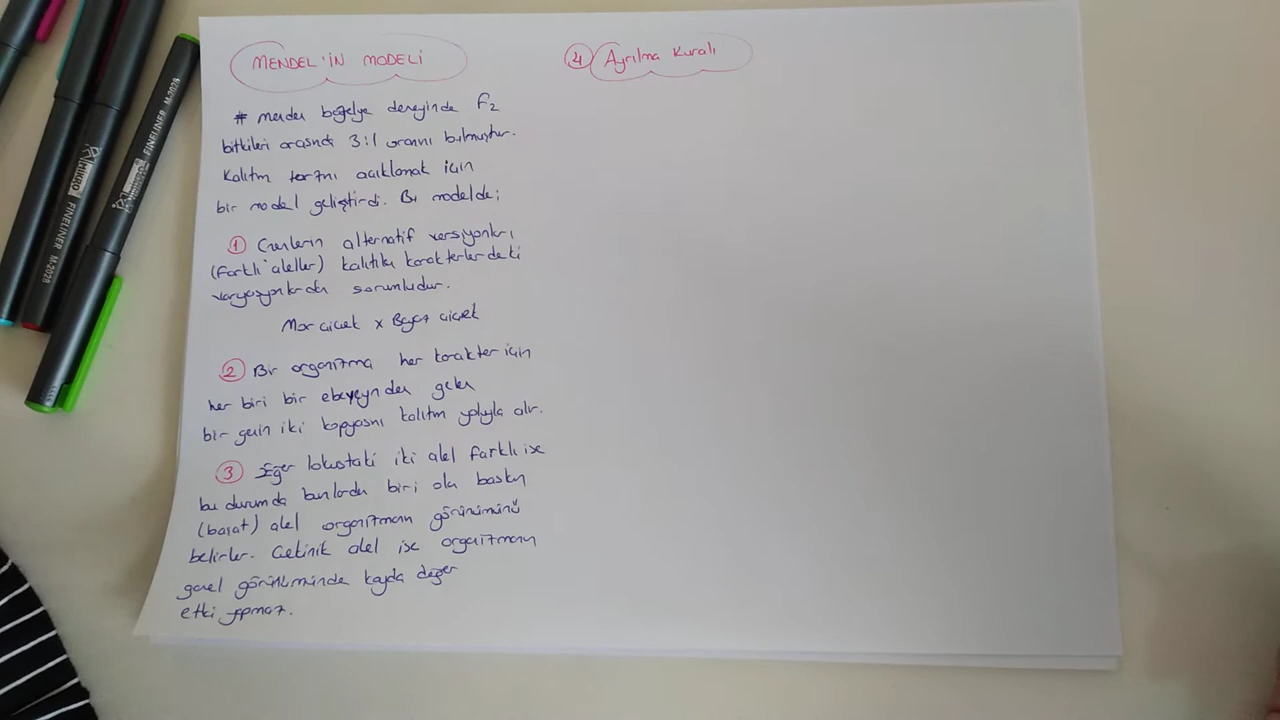 MENDEL'İN MODELİ
# mendel bezelye deneyinde F2
bitkileri arasında 3:1 oranını bulmuştur.
Kalıtım tarzını açıklamak için
bir model geliştirdi. Bu modelde;
① Genlerin alternatif versiyonları
(farklı aleller) kalıtılan karakterlerdeki
varyasyonlardan sorumludur.
Mor çiçek x Beyaz çiçek
② Bir organizma her karakter için
her biri bir ebeveynden gelen
bir genin iki kopyasını kalıtım yoluyla alır.
③ Eğer lokustaki iki alel farklı ise
bu durumda bunlardan biri olan baskın
(başat) alel organizmanın görünümünü
belirler. Çekinik alel ise organizmanın
genel görünümünde kayda değer
etki yapmaz.
④ Ayrılma Kuralı
MIKRO FINELINER M-2028
FINELINER M-2028